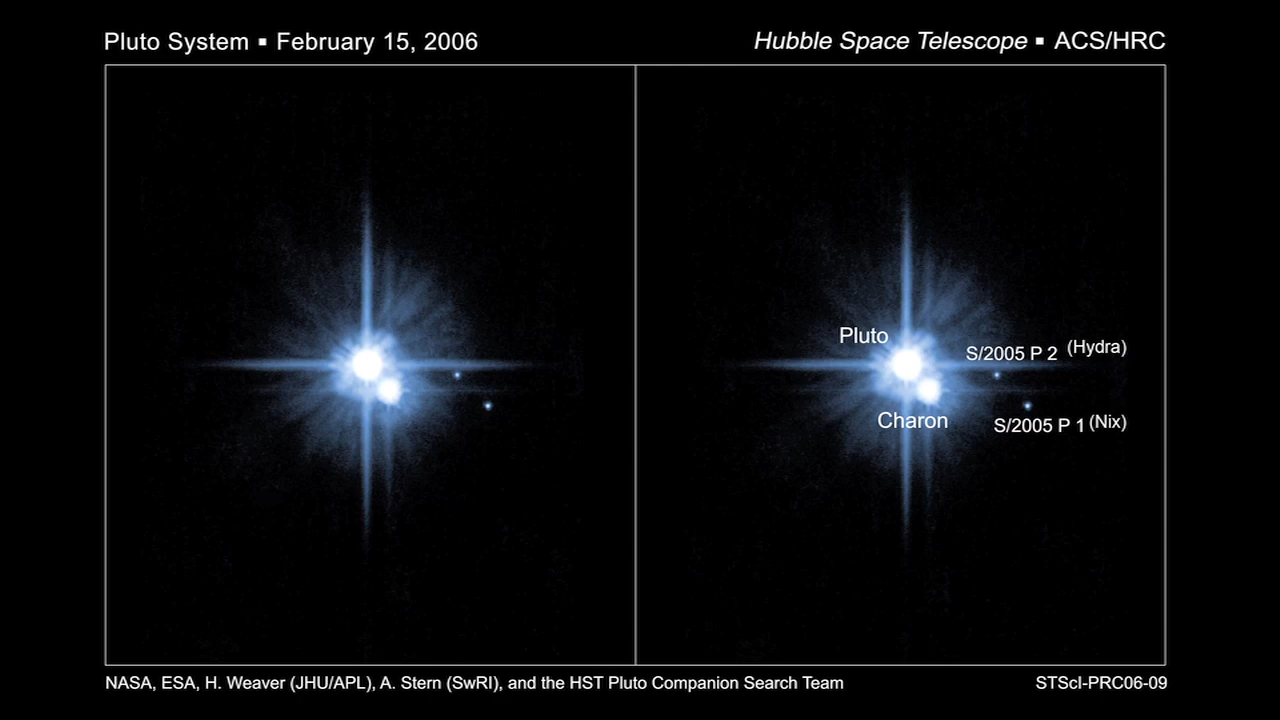 Pluto System ▪ February 15, 2006
Hubble Space Telescope ▪ ACS/HRC
Pluto
S/2005 P 2 (Hydra)
Charon
S/2005 P 1 (Nix)
NASA, ESA, H. Weaver (JHU/APL), A. Stern (SwRI), and the HST Pluto Companion Search Team
STScI-PRC06-09